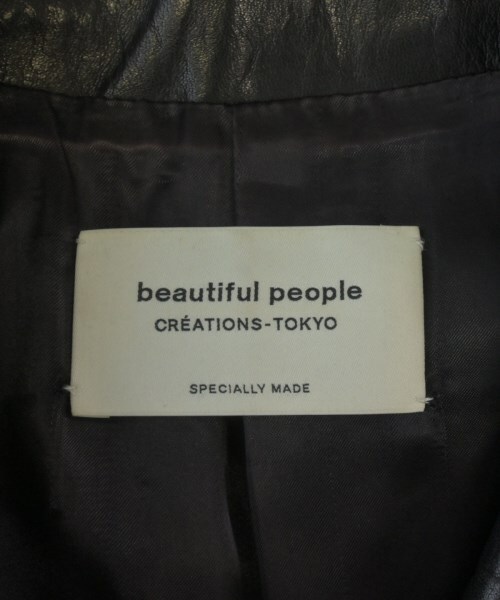 beautiful people
CRÉATIONS-TOKYO
SPECIALLY MADE